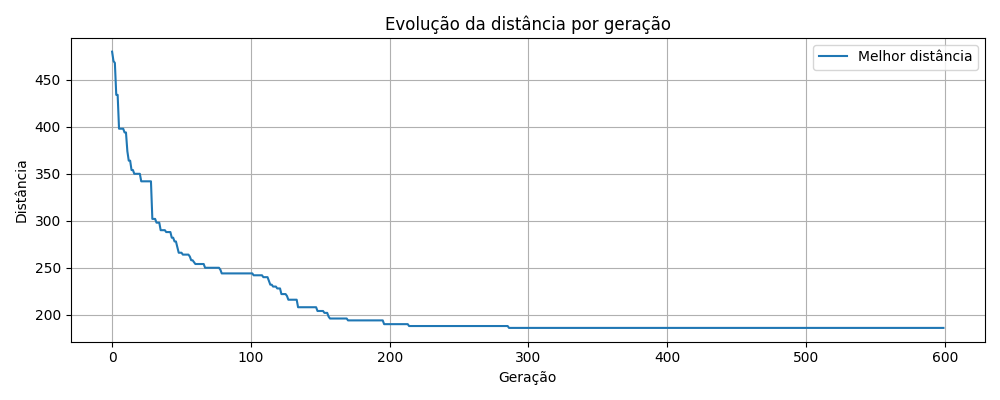 Evolução da distância por geração
Melhor distância
Distância
450
400
350
300
250
200
0 100 200 300 400 500 600
Geração